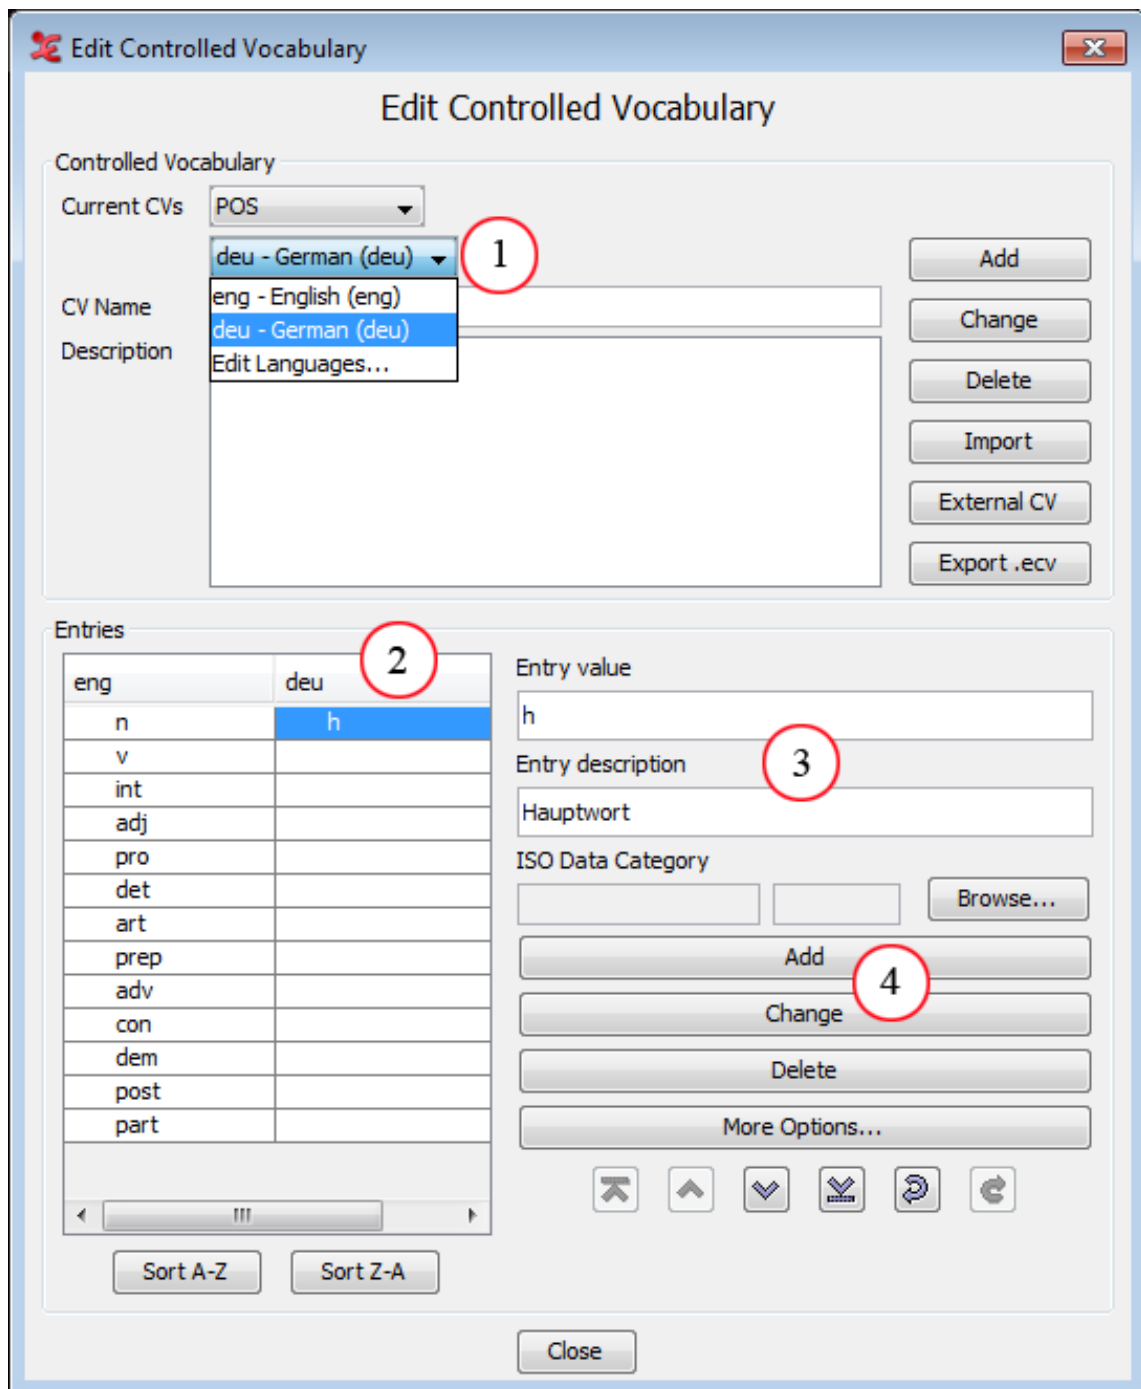 Edit Controlled Vocabulary
Edit Controlled Vocabulary
Controlled Vocabulary
Current CVs POS
deu - German (deu) 1 Add
eng - English (eng)
CV Name
deu - German (deu) Change
Description
Edit Languages...
Delete
Import
External CV
Export .ecv
Entries
eng deu 2
n h
v
int
adj
pro
det
art
prep
adv
con
dem
post
part
Sort A-Z Sort Z-A
Entry value
h
Entry description 3
Hauptwort
ISO Data Category
Browse...
Add
4
Change
Delete
More Options...
Close